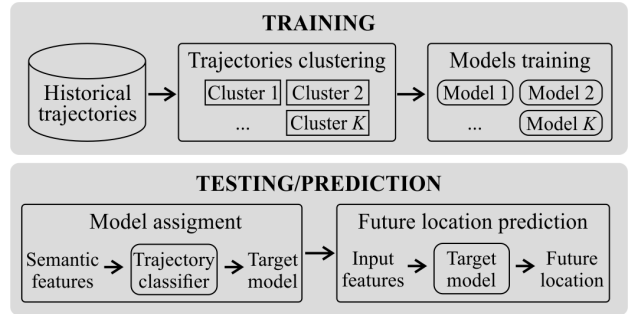 TRAINING
Historical
trajectories
Trajectories clustering
Cluster 1 Cluster 2
... Cluster K
Models training
Model 1 Model 2
... Model K
TESTING/PREDICTION
Model assigment
Semantic
features
Trajectory
classifier
Target
model
Future location prediction
Input
features
Target
model
Future
location